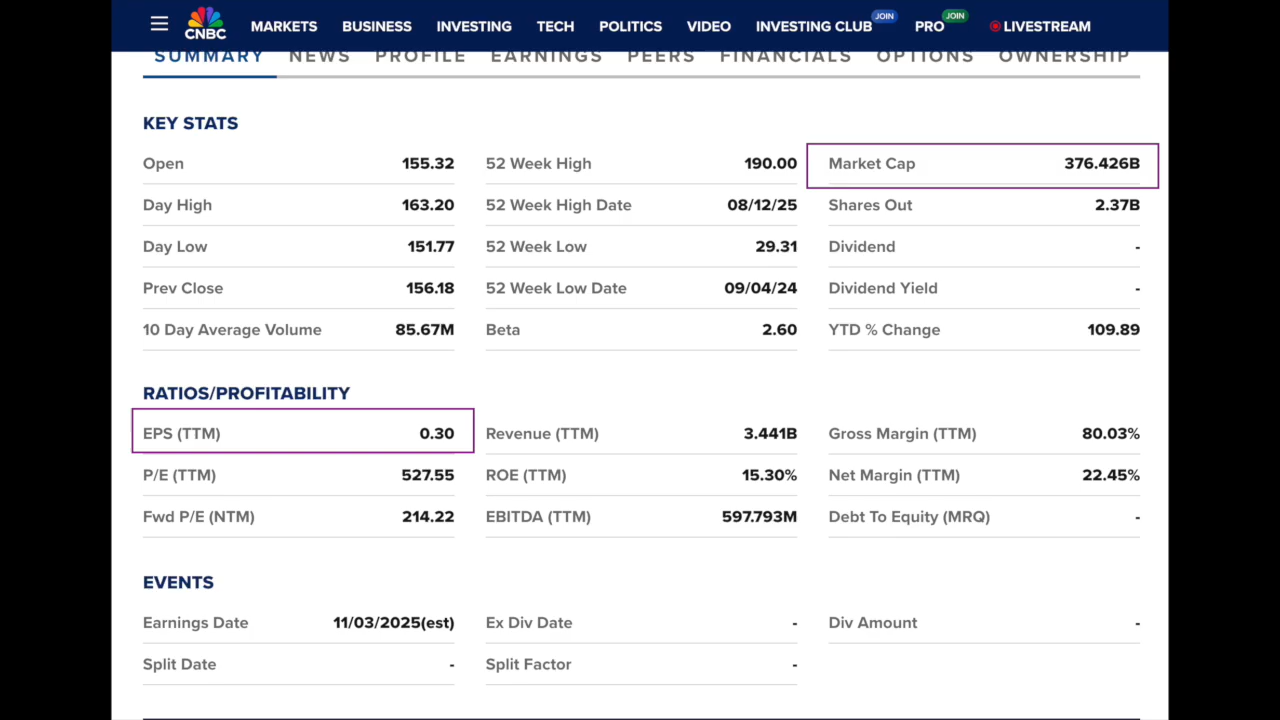 MARKETS BUSINESS INVESTING TECH POLITICS VIDEO INVESTING CLUB JOIN PRO JOIN LIVESTREAM
CNBC
SUMMARY NEWS PROFILE EARNINGS PEERS FINANCIALS OPTIONS OWNERSHIP
KEY STATS
Open 155.32 52 Week High 190.00 Market Cap 376.426B
Day High 163.20 52 Week High Date 08/12/25 Shares Out 2.37B
Day Low 151.77 52 Week Low 29.31 Dividend -
Prev Close 156.18 52 Week Low Date 09/04/24 Dividend Yield -
10 Day Average Volume 85.67M Beta 2.60 YTD % Change 109.89
RATIOS/PROFITABILITY
EPS (TTM) 0.30 Revenue (TTM) 3.441B Gross Margin (TTM) 80.03%
P/E (TTM) 527.55 ROE (TTM) 15.30% Net Margin (TTM) 22.45%
Fwd P/E (NTM) 214.22 EBITDA (TTM) 597.793M Debt To Equity (MRQ) -
EVENTS
Earnings Date 11/03/2025(est) Ex Div Date - Div Amount -
Split Date - Split Factor -